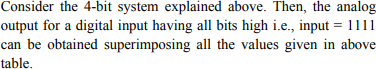 Consider the 4-bit system explained above. Then, the analog
output for a digital input having all bits high i.e., input = 1111
can be obtained superimposing all the values given in above
table.